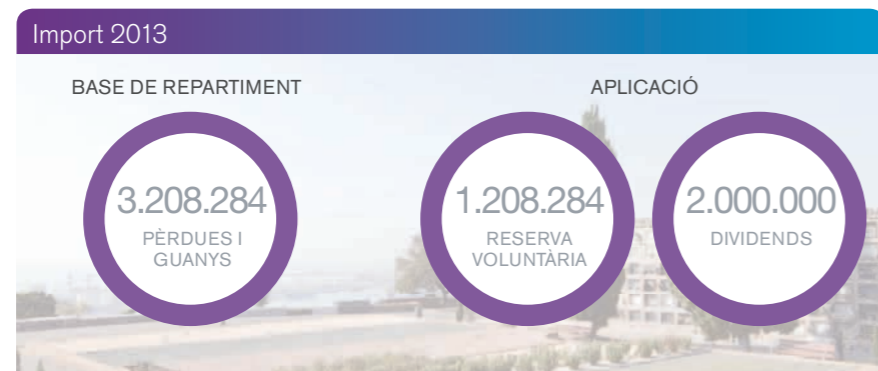 Import 2013
BASE DE REPARTIMENT
APLICACIÓ
3.208.284
PÈRDUES I
GUANYS
1.208.284
RESERVA
VOLUNTÀRIA
2.000.000
DIVIDENDS